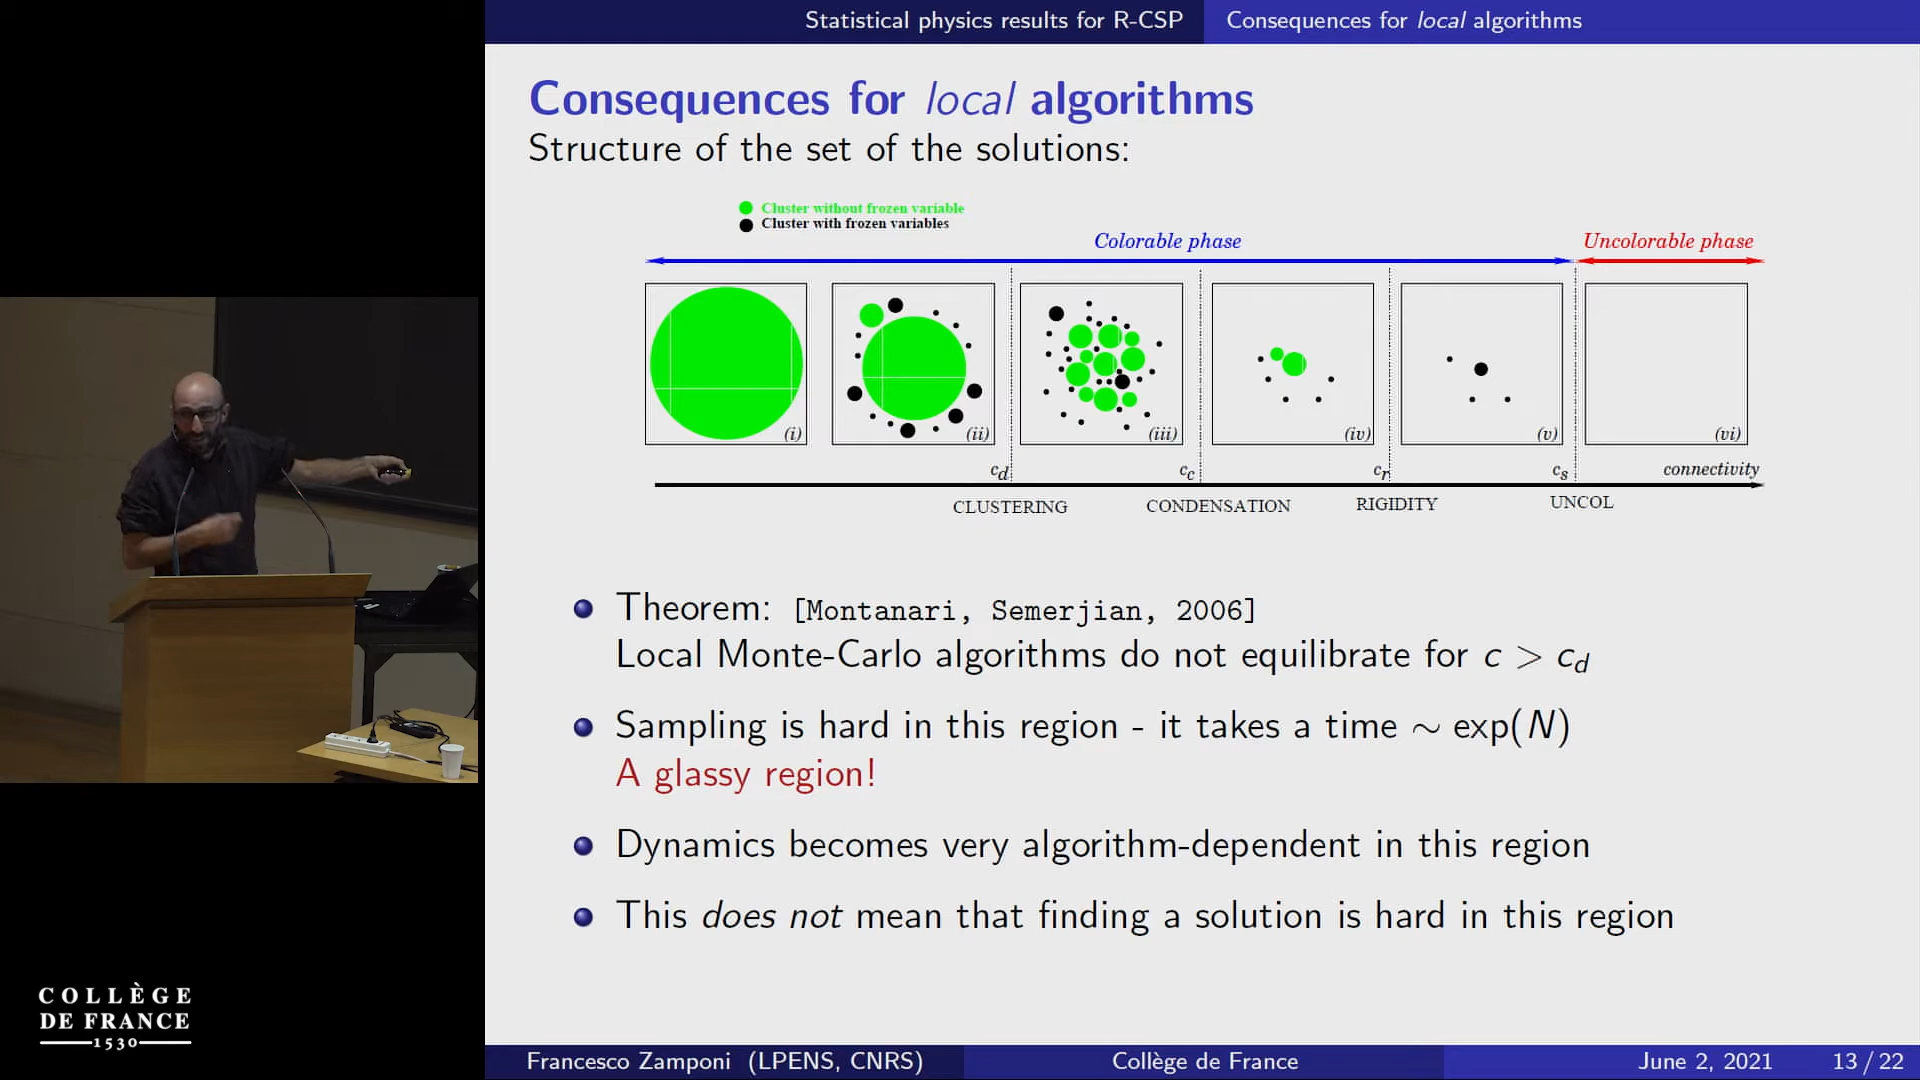 Statistical physics results for R-CSP Consequences for local algorithms
Consequences for local algorithms
Structure of the set of the solutions:
Cluster without frozen variable
Cluster with frozen variables
Colorable phase
Uncolorable phase
(i)
(ii)
(iii)
(iv)
(v)
(vi)
c_d
c_c
c_r
c_s
connectivity
CLUSTERING
CONDENSATION
RIGIDITY
UNCOL
Theorem: [Montanari, Semerjian, 2006]
Local Monte-Carlo algorithms do not equilibrate for c > c_d
Sampling is hard in this region - it takes a time ∼ exp(N)
A glassy region!
Dynamics becomes very algorithm-dependent in this region
This does not mean that finding a solution is hard in this region
COLLÈGE
DE FRANCE
1530
Francesco Zamponi (LPENS, CNRS) Collège de France June 2, 2021 13 / 22